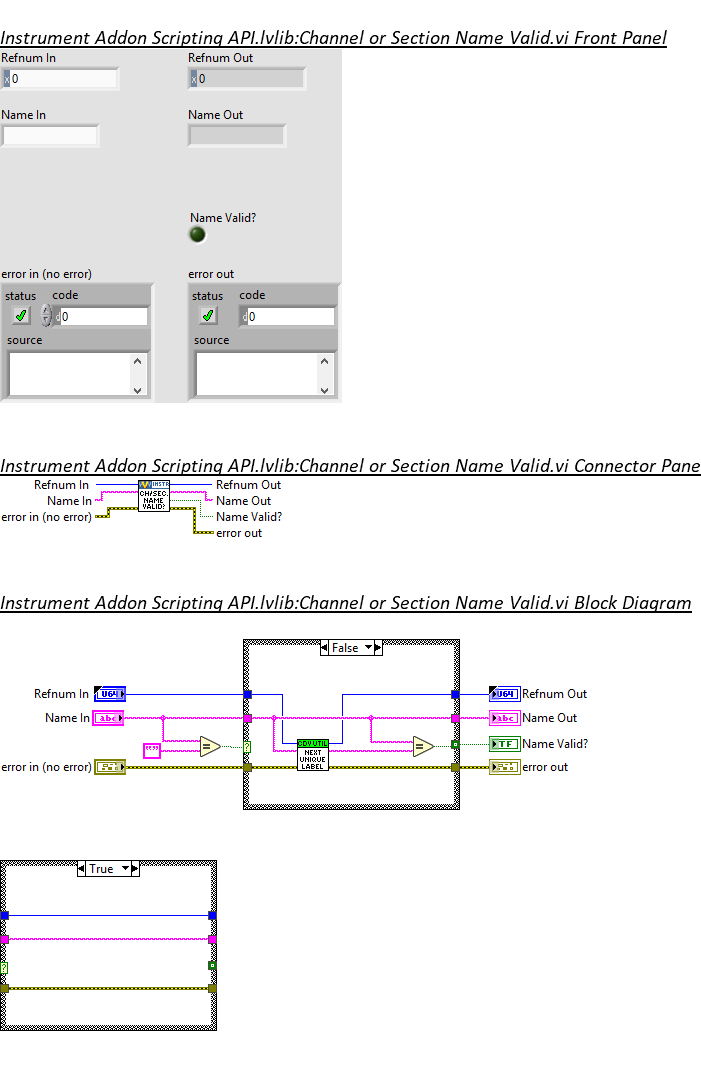 Instrument Addon Scripting API.lvlib:Channel or Section Name Valid.vi Front Panel
Refnum In Refnum Out
x 0 x 0
Name In Name Out
Name Valid?
error in (no error) error out
status code status code
d 0 d 0
source source
Instrument Addon Scripting API.lvlib:Channel or Section Name Valid.vi Connector Pane
Refnum In INSTR Refnum Out
Name In CH/SEC. NAME VALID? Name Out
error in (no error) Name Valid?
error out
Instrument Addon Scripting API.lvlib:Channel or Section Name Valid.vi Block Diagram
False
Refnum In U64 U64 Refnum Out
Name In abc abc Name Out
"" = ? NEXT UNIQUE LABEL = TF Name Valid?
error in (no error) error out
True
?